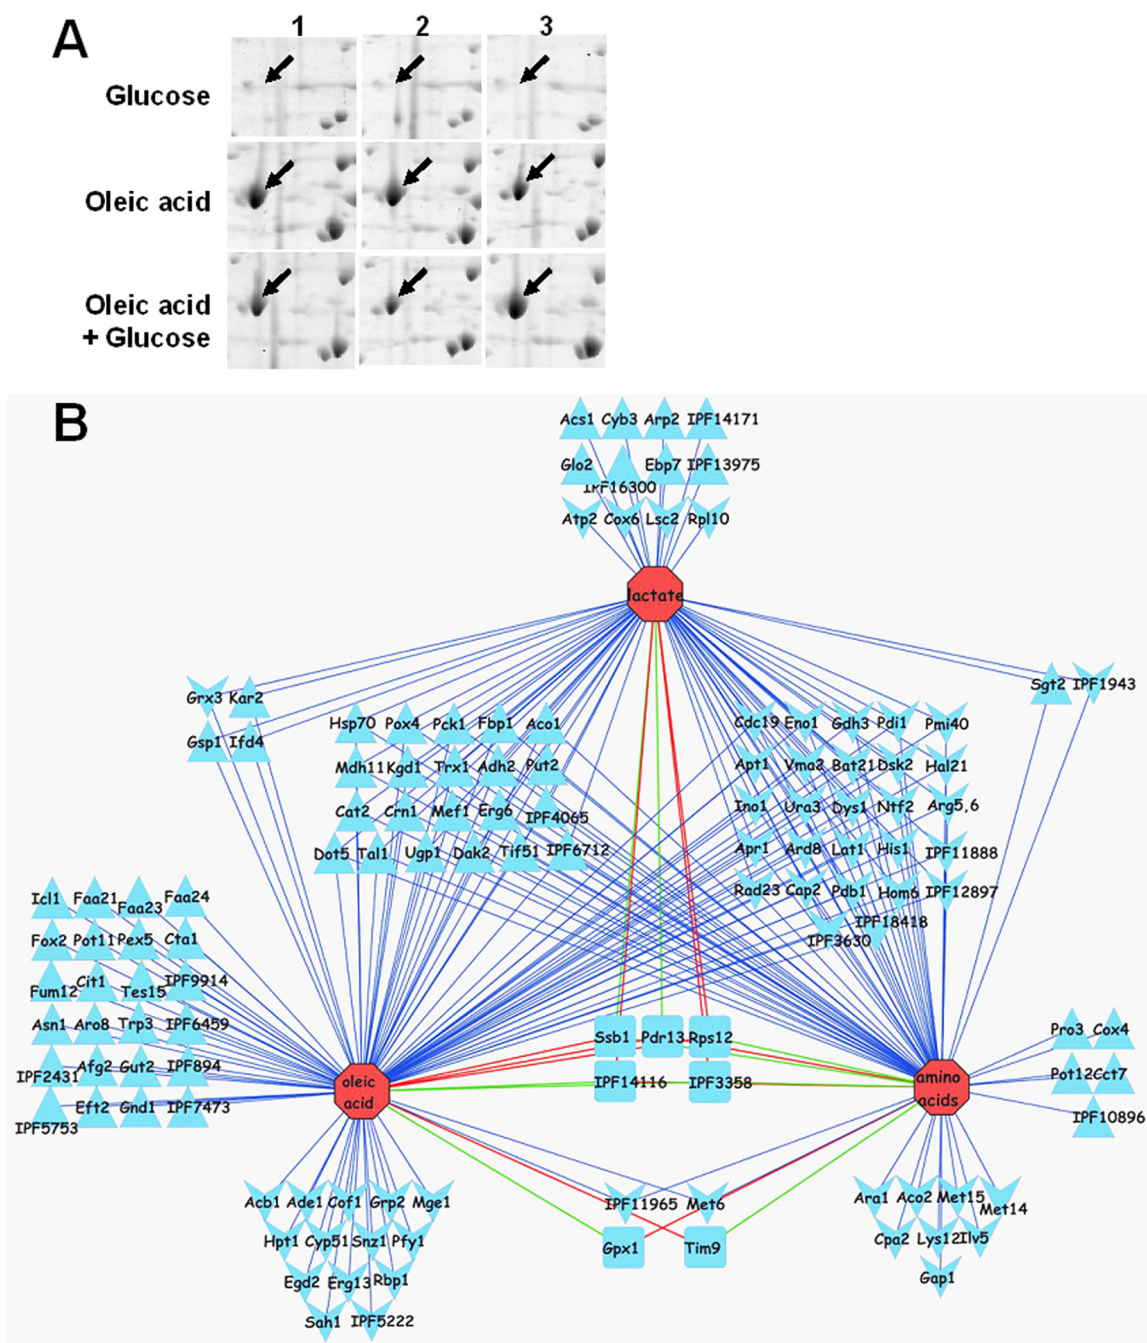 A
1 2 3
Glucose
Oleic acid
Oleic acid
+ Glucose
B
Acs1 Cyb3 Arp2 IPF14171
Glo2 Ebp7 IPF13975
IPF16300
Atp2 Cox6 Lsc2 Rpl10
lactate
Grx3 Kar2
Gsp1 Ifd4
Sgt2 IPF1943
Hsp70 Pox4 Pck1 Fbp1 Aco1
Mdh11 Kgd1 Trx1 Adh2 Put2
Cat2 Crn1 Mef1 Erg6 IPF4065
Dot5 Tal1 Ugp1 Dak2 Tif51 IPF6712
Cdc19 Eno1 Gdh3 Pdi1 Pmi40
Apt1 Vma2 Bat21 Dsk2 Hal21
Ino1 Ura3 Dys1 Ntf2 Arg5,6
Apr1 Ard8 Lat1 His1 IPF11888
Rad23 Cap2 Pdb1 Hom6 IPF12897
IPF18418
IPF3630
Icl1 Faa21 Faa23 Faa24
Fox2 Pot11 Pex5 Cta1
Fum12 Cit1 Tes15 IPF9914
Asn1 Aro8 Trp3 IPF6459
IPF2431 Afg2 Gut2 IPF894
IPF5753 Eft2 Gnd1 IPF7473
Ssb1 Pdr13 Rps12
IPF14116 IPF3358
oleic
acid
amino
acids
Pro3 Cox4
Pot12 Cct7
IPF10896
Acb1 Ade1 Cof1 Grp2 Mge1
Hpt1 Cyp51 Snz1 Pfy1
Egd2 Erg13 Rbp1
Sah1 IPF5222
IPF11965 Met6
Gpx1 Tim9
Ara1 Aco2 Met15 Met14
Cpa2 Lys12 Ilv5
Gap1